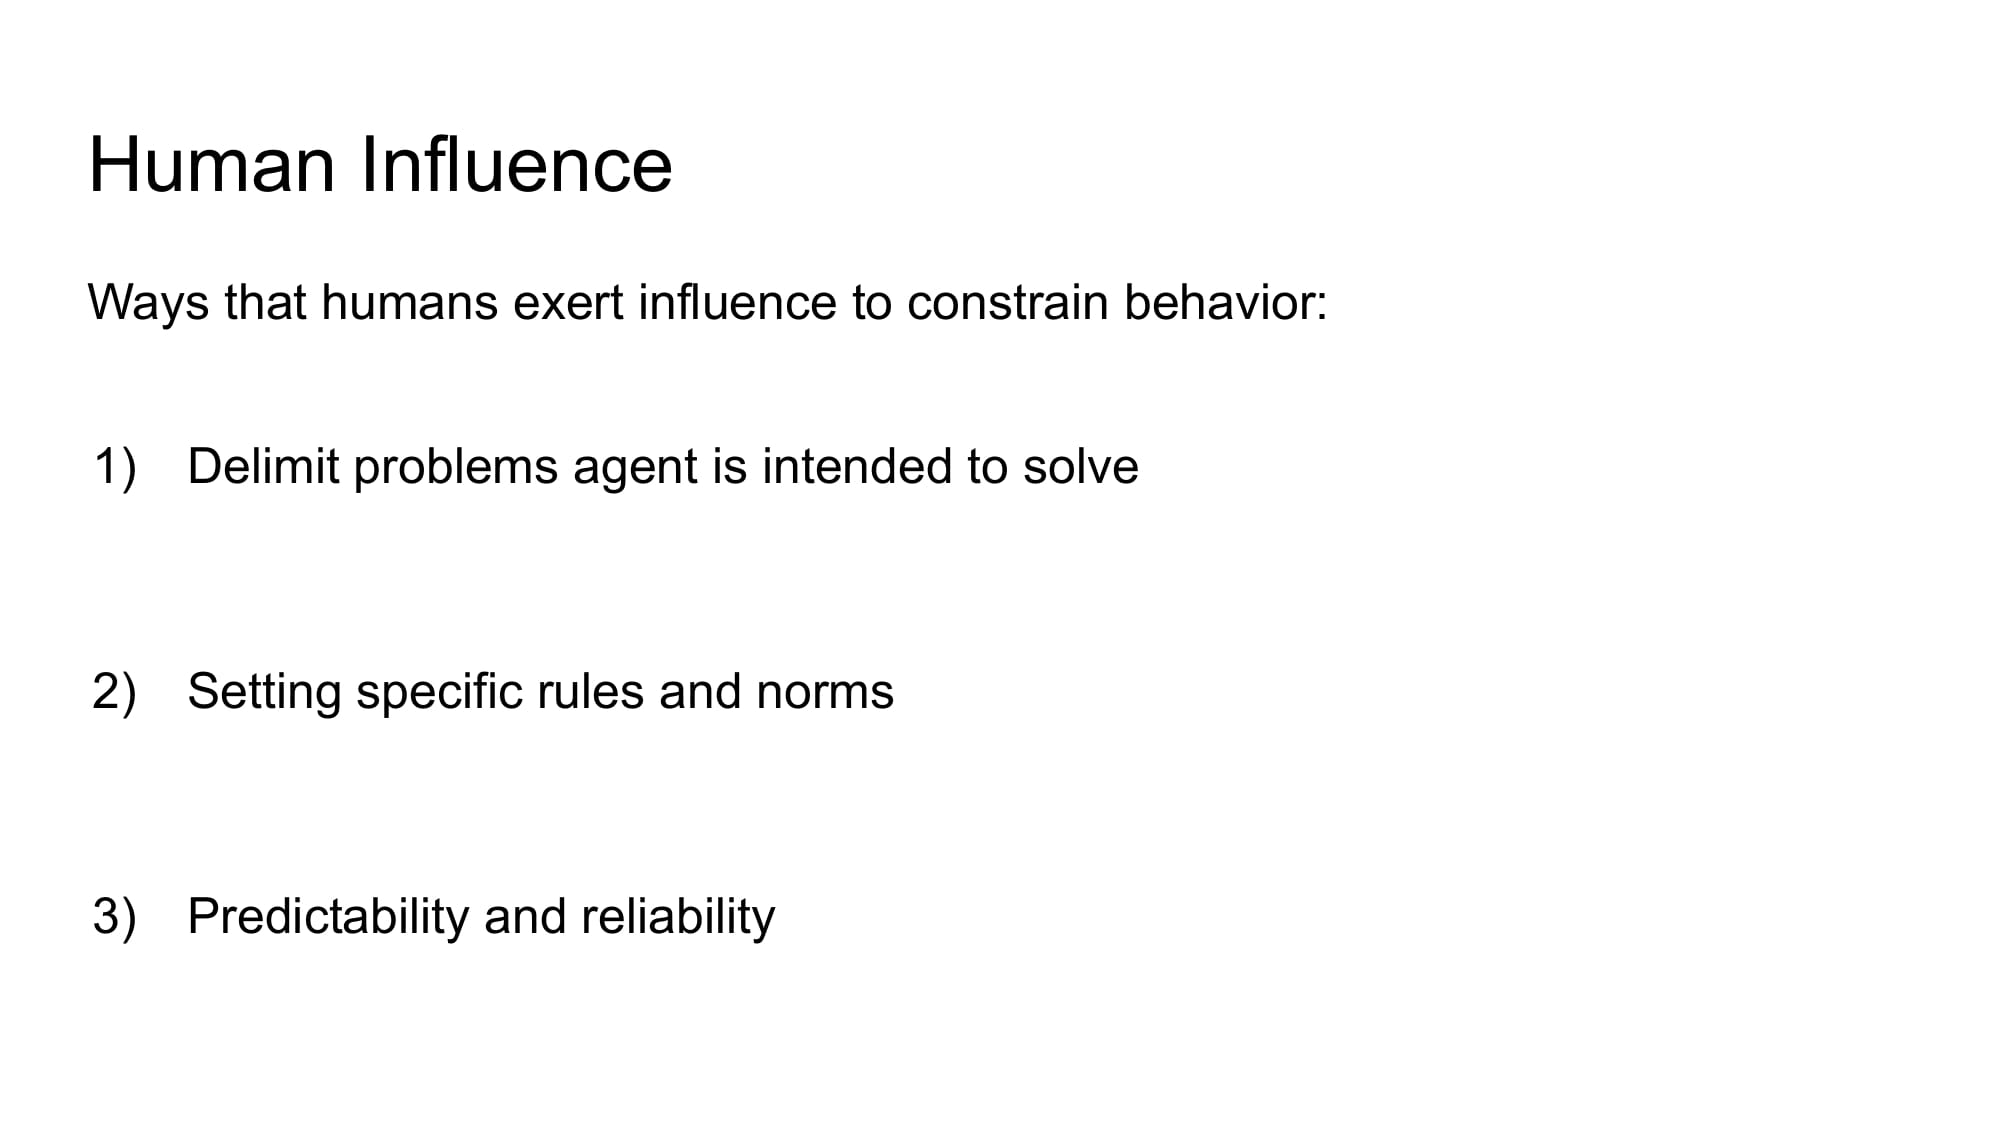 Human Influence
Ways that humans exert influence to constrain behavior:
1) Delimit problems agent is intended to solve
2) Setting specific rules and norms
3) Predictability and reliability